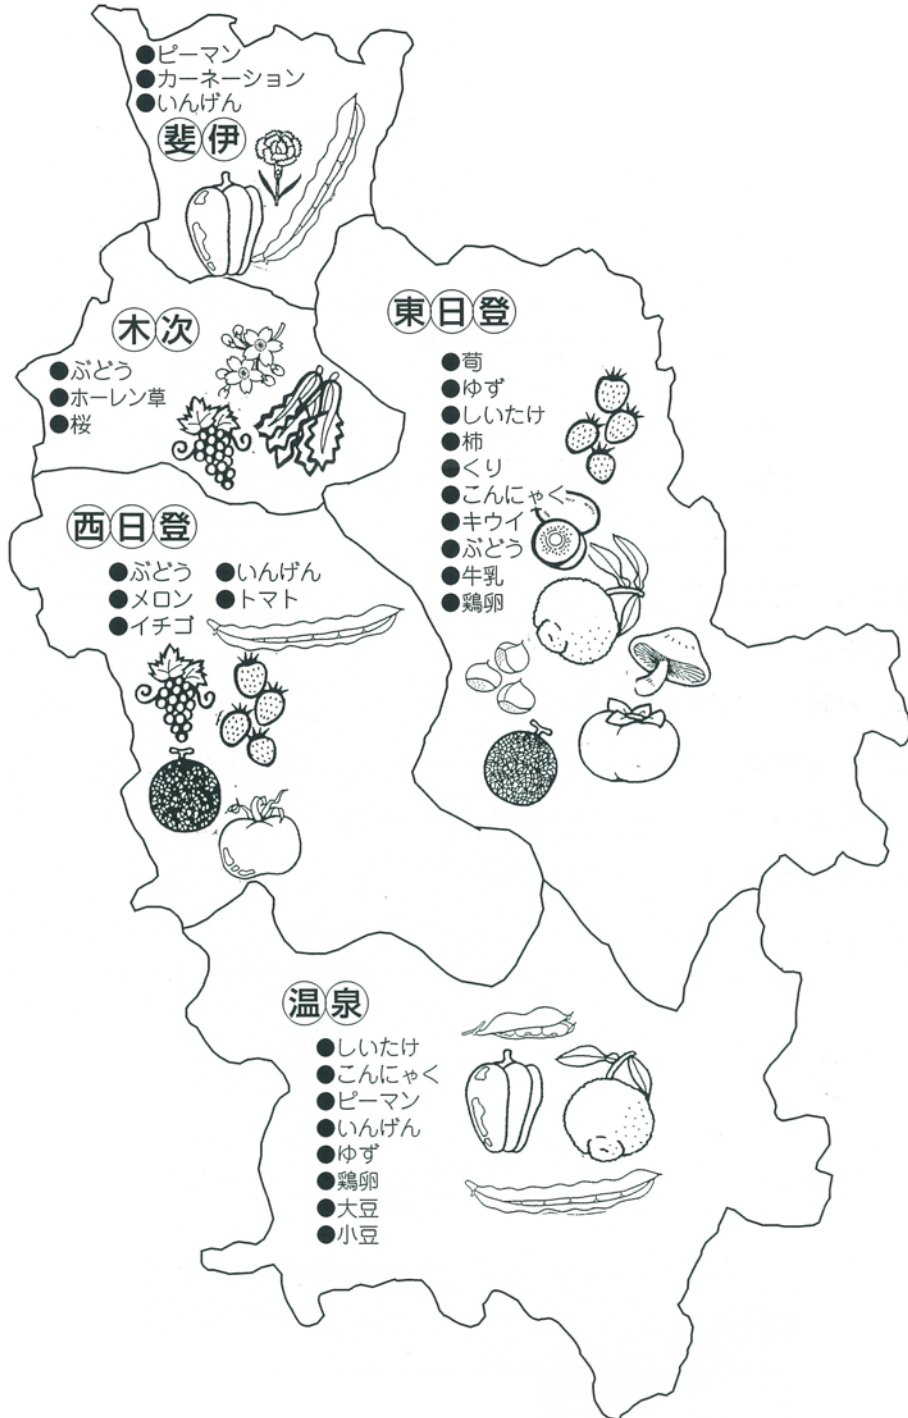 ●ピーマン
●カーネーション
●いんげん
斐伊
木次
●ぶどう
●ホーレン草
●桜
東日登
●筍
●ゆず
●しいたけ
●柿
●くり
●こんにゃく
●キウイ
●ぶどう
●牛乳
●鶏卵
西日登
●ぶどう ●いんげん
●メロン ●トマト
●イチゴ
温泉
●しいたけ
●こんにゃく
●ピーマン
●いんげん
●ゆず
●鶏卵
●大豆
●小豆